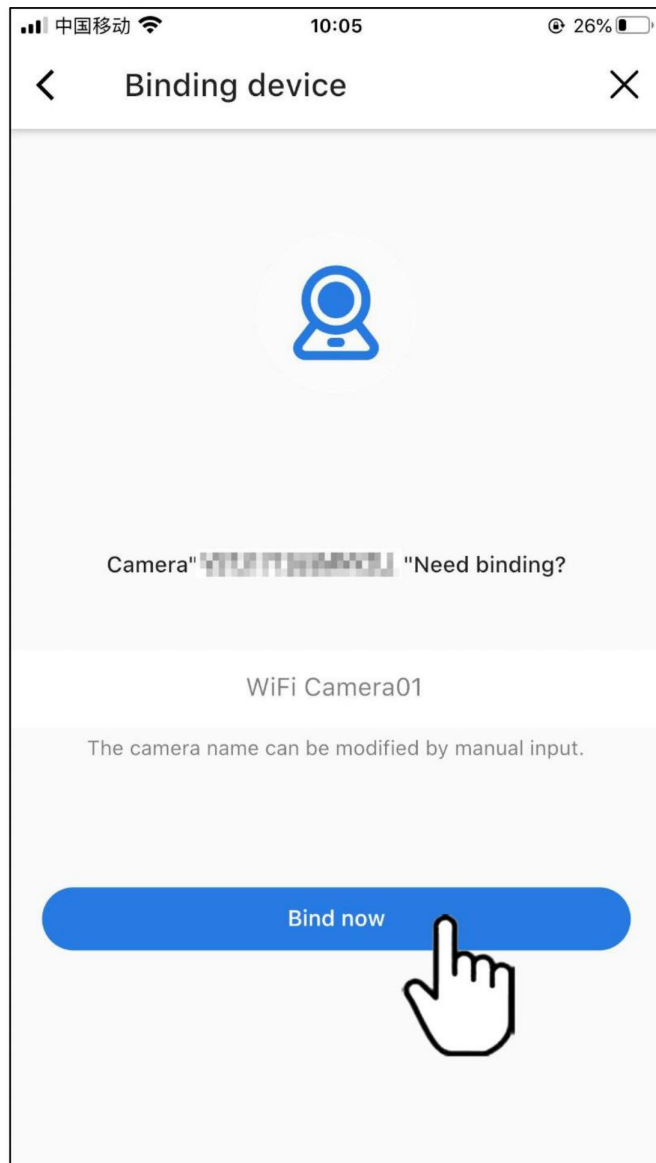 中国移动 10:05 26%
Binding device
Camera" "Need binding?
WiFi Camera01
The camera name can be modified by manual input.
Bind now